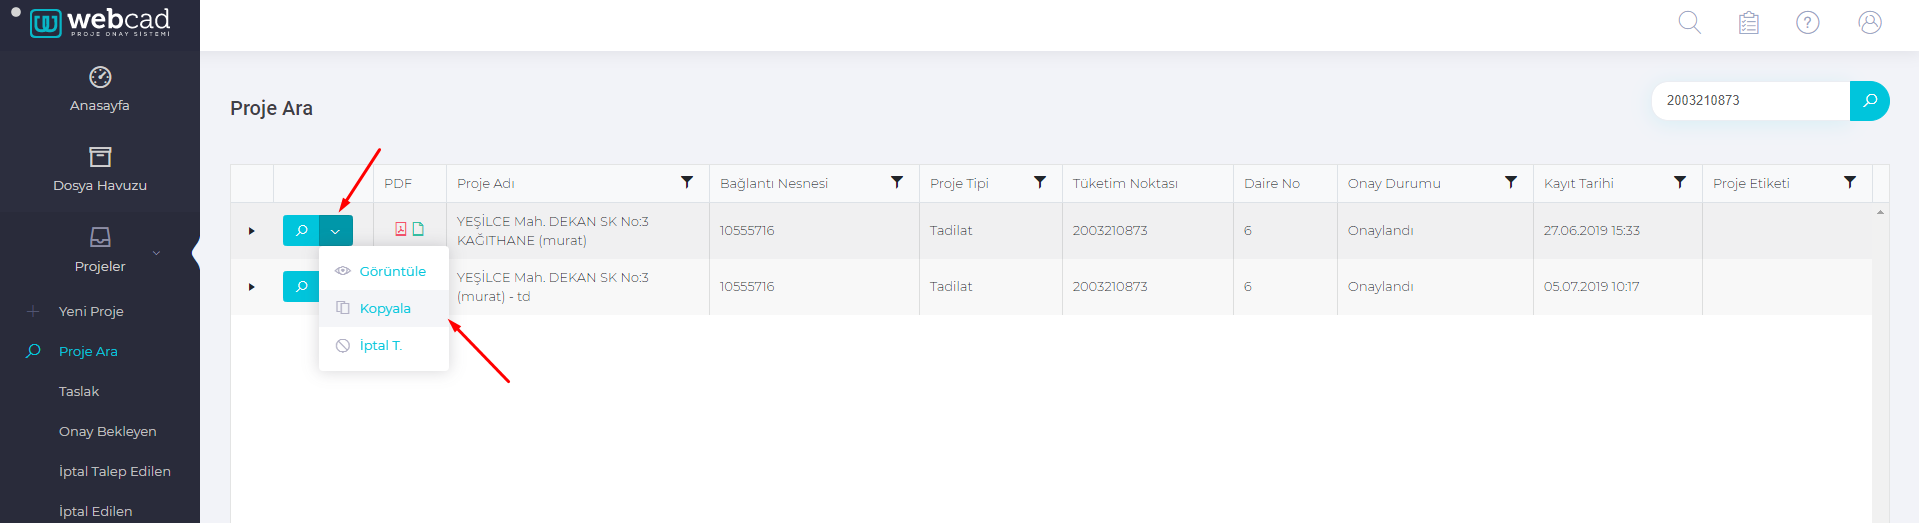 webcad
PROJE ONAY SİSTEMİ
Anasayfa
Dosya Havuzu
Projeler
Yeni Proje
Proje Ara
Taslak
Onay Bekleyen
İptal Talep Edilen
İptal Edilen
Proje Ara
2003210873
PDF Proje Adı Bağlantı Nesnesi Proje Tipi Tüketim Noktası Daire No Onay Durumu Kayıt Tarihi Proje Etiketi
YEŞİLCE Mah. DEKAN SK No:3
KAĞITHANE (murat) 10555716 Tadilat 2003210873 6 Onaylandı 27.06.2019 15:33
YEŞİLCE Mah. DEKAN SK No:3
(murat) - td 10555716 Tadilat 2003210873 6 Onaylandı 05.07.2019 10:17
Görüntüle
Kopyala
İptal T.